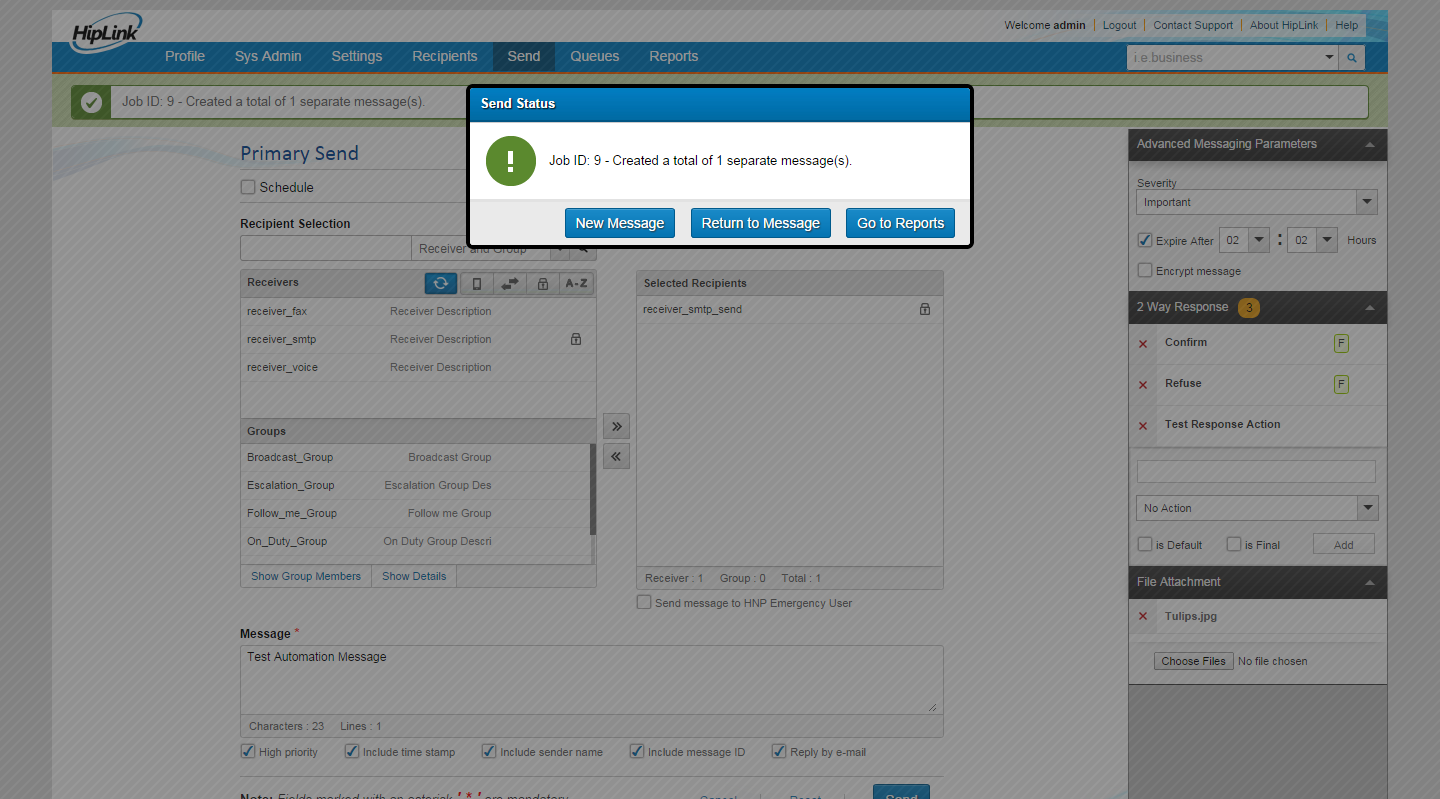 HipLink
Welcome admin Logout Contact Support About HipLink Help
Profile Sys Admin Settings Recipients Send Queues Reports
i.e.business
Job ID: 9 - Created a total of 1 separate message(s).
Send Status
Job ID: 9 - Created a total of 1 separate message(s).
New Message Return to Message Go to Reports
Primary Send
Schedule
Recipient Selection
Receiver and Group
Receivers
A-Z
receiver_fax Receiver Description
receiver_smtp Receiver Description
receiver_voice Receiver Description
Groups
Broadcast_Group Broadcast Group
Escalation_Group Escalation Group Des
Follow_me_Group Follow me Group
On_Duty_Group On Duty Group Descri
Show Group Members Show Details
Selected Recipients
receiver_smtp_send
Receiver : 1 Group : 0 Total : 1
Send message to HNP Emergency User
Message *
Test Automation Message
Characters : 23 Lines : 1
High priority Include time stamp Include sender name Include message ID Reply by e-mail
Note: Fields marked with an asterisk ' * ' are mandatory
Cancel Reset Send
Advanced Messaging Parameters
Severity
Important
Expire After 02 : 02 Hours
Encrypt message
2 Way Response 3
Confirm F
Refuse F
Test Response Action
No Action
is Default is Final Add
File Attachment
Tulips.jpg
Choose Files No file chosen